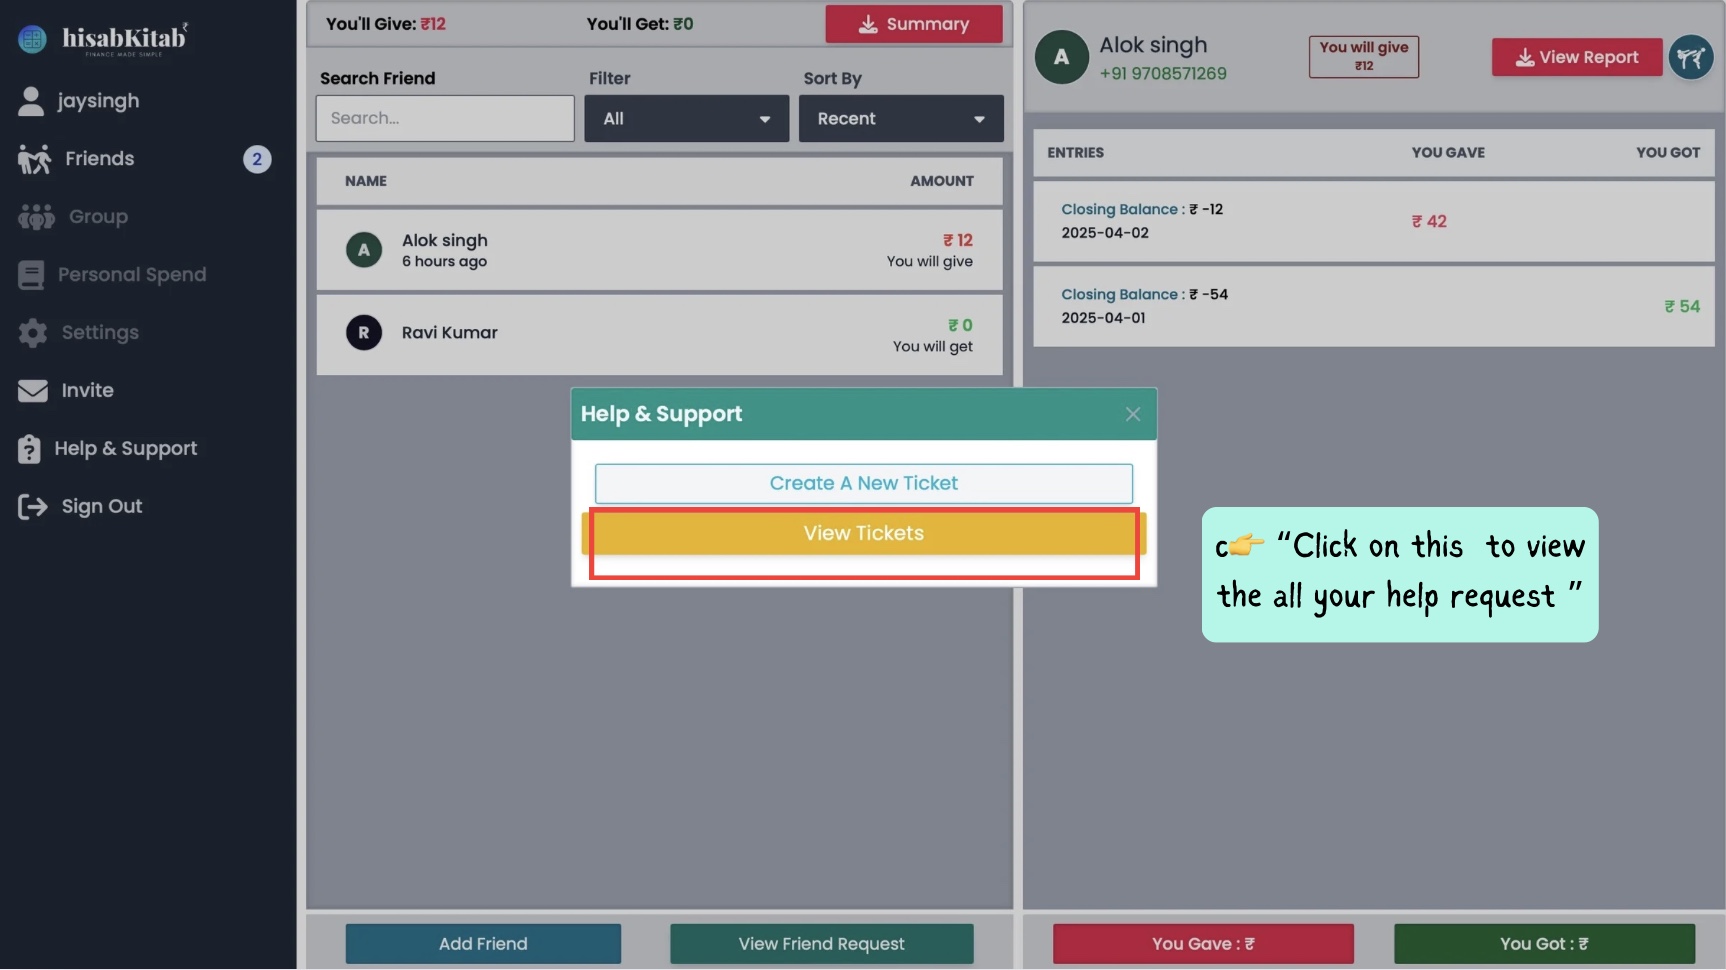 hisabKitab₹
FINANCE MADE SIMPLE
jaysingh
Friends 2
Group
Personal Spend
Settings
Invite
Help & Support
Sign Out
You'll Give: ₹12 You'll Get: ₹0 Summary
Search Friend Filter Sort By
Search... All Recent
NAME AMOUNT
A Alok singh ₹ 12
6 hours ago You will give
R Ravi Kumar ₹ 0
You will get
Add Friend View Friend Request
A Alok singh
+91 9708571269
You will give
₹12
View Report
ENTRIES YOU GAVE YOU GOT
Closing Balance : ₹ -12 ₹ 42
2025-04-02
Closing Balance : ₹ -54 ₹ 54
2025-04-01
You Gave : ₹ You Got : ₹
Help & Support
Create A New Ticket
View Tickets
c👉 “Click on this to view
the all your help request ”